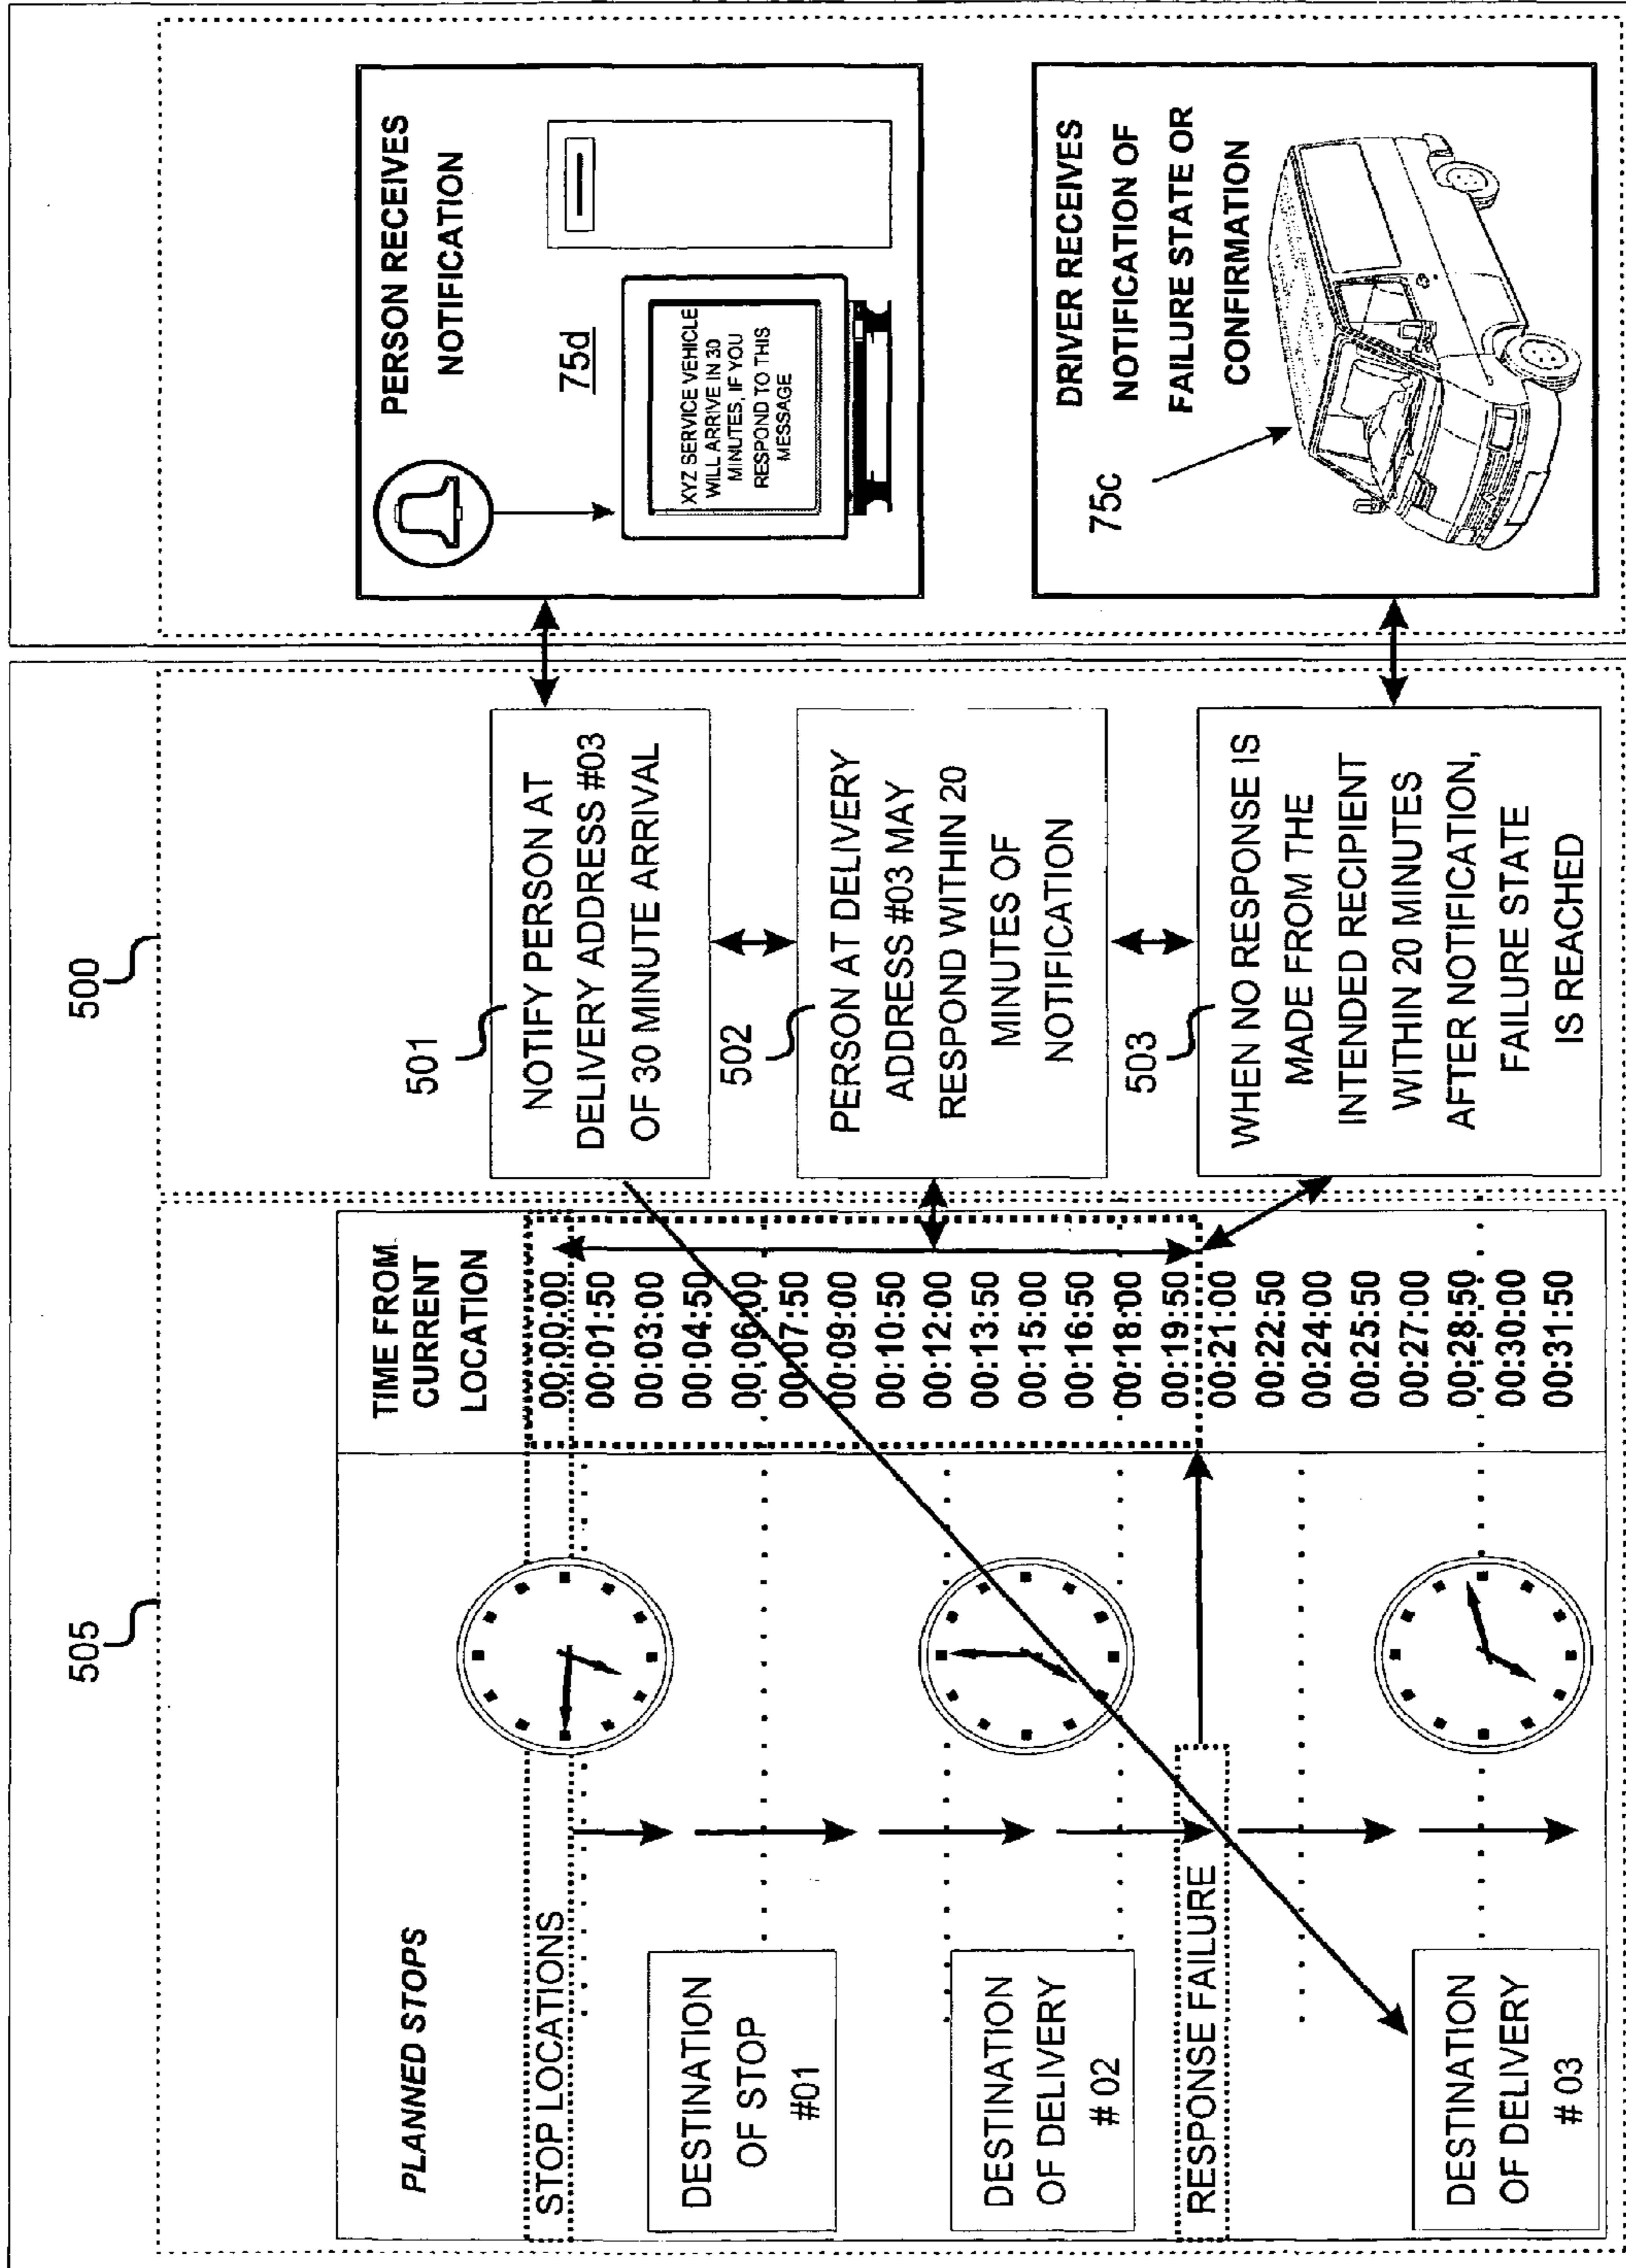 505
PLANNED STOPS
STOP LOCATIONS
DESTINATION
OF STOP
#01
DESTINATION
OF DELIVERY
# 02
RESPONSE FAILURE
DESTINATION
OF DELIVERY
# 03
TIME FROM
CURRENT
LOCATION
00:00:00
00:01:50
00:03:00
00:04:50
00:06:00
00:07:50
00:09:00
00:10:50
00:12:00
00:13:50
00:15:00
00:16:50
00:18:00
00:19:50
00:21:00
00:22:50
00:24:00
00:25:50
00:27:00
00:28:50
00:30:00
00:31:50
500
501
NOTIFY PERSON AT
DELIVERY ADDRESS #03
OF 30 MINUTE ARRIVAL
502
PERSON AT DELIVERY
ADDRESS #03 MAY
RESPOND WITHIN 20
MINUTES OF
NOTIFICATION
503
WHEN NO RESPONSE IS
MADE FROM THE
INTENDED RECIPIENT
WITHIN 20 MINUTES
AFTER NOTIFICATION,
FAILURE STATE
IS REACHED
PERSON RECEIVES
NOTIFICATION
75d
XYZ SERVICE VEHICLE
WILL ARRIVE IN 30
MINUTES, IF YOU
RESPOND TO THIS
MESSAGE
DRIVER RECEIVES
NOTIFICATION OF
FAILURE STATE OR
CONFIRMATION
75c